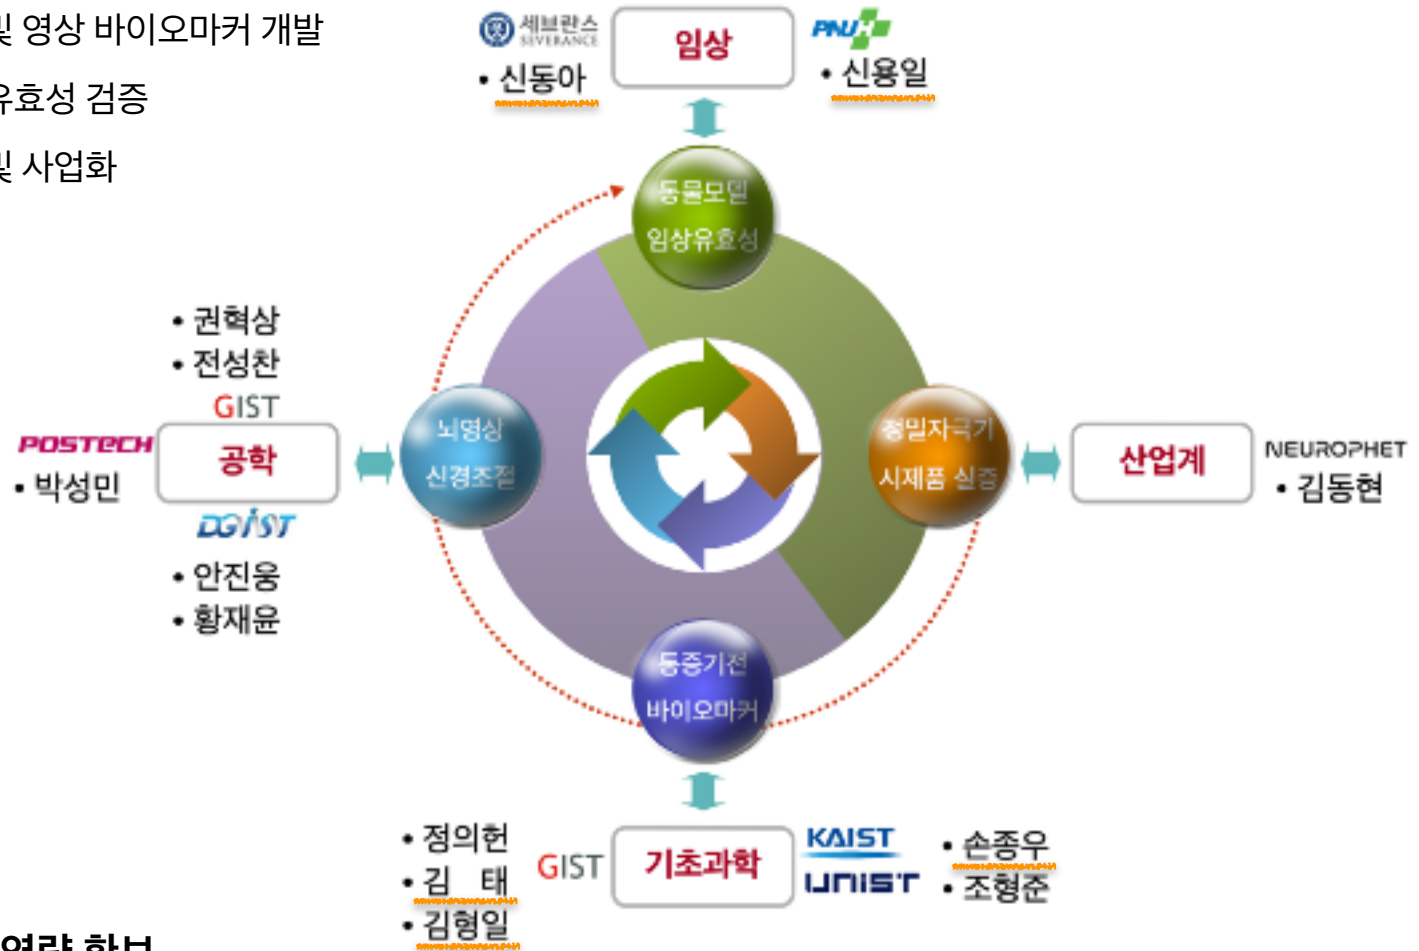 및 영상 바이오마커 개발
유효성 검증
및 사업화
세브란스
SEVERANCE
• 신동아
임상
PNUH
• 신용일
동물모델
임상유효성
• 권혁상
• 전성찬
GIST
POSTECH
• 박성민
공학
DGIST
• 안진웅
• 황재윤
뇌영상
신경조절
정밀자극기
시제품 실증
산업계
NEUROPHET
• 김동현
통증기전
바이오마커
• 정의헌
• 김 태
• 김형일
GIST
기초과학
KAIST
UNIST
• 손종우
• 조형준
역량 확보